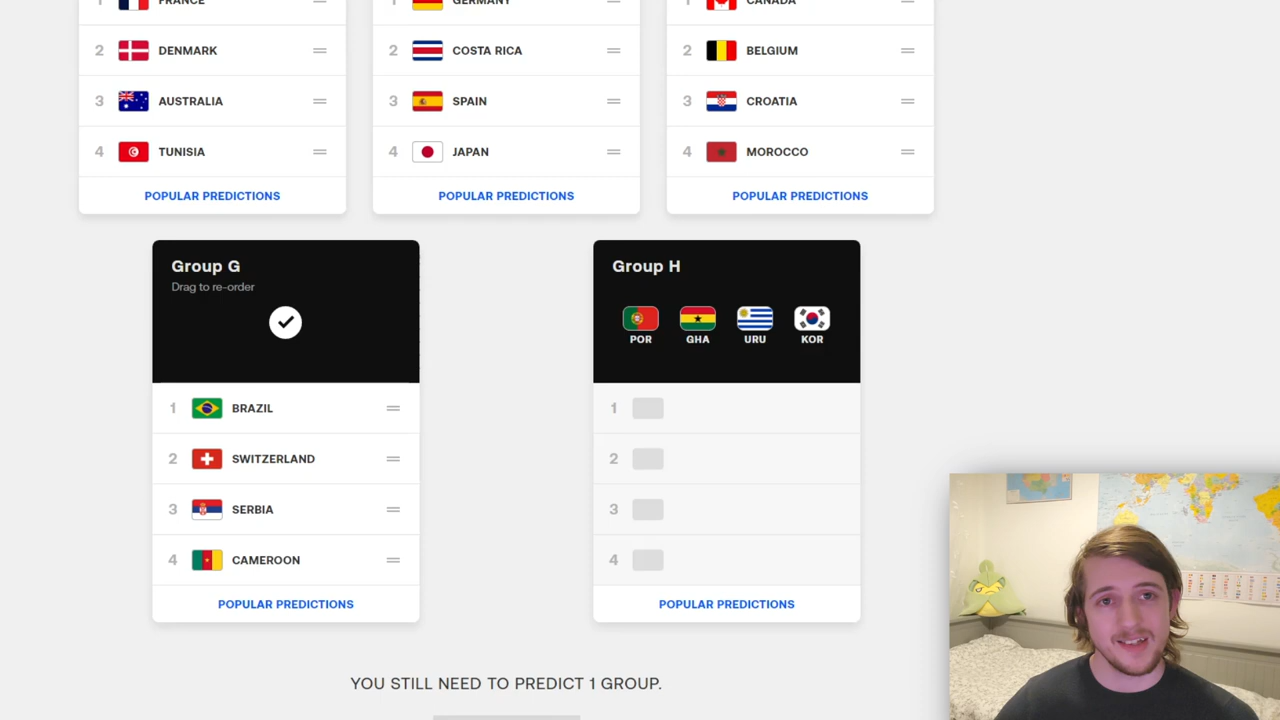 1 FRANCE
2 DENMARK
3 AUSTRALIA
4 TUNISIA
POPULAR PREDICTIONS
1 GERMANY
2 COSTA RICA
3 SPAIN
4 JAPAN
POPULAR PREDICTIONS
1 CANADA
2 BELGIUM
3 CROATIA
4 MOROCCO
POPULAR PREDICTIONS
Group G
Drag to re-order
1 BRAZIL
2 SWITZERLAND
3 SERBIA
4 CAMEROON
POPULAR PREDICTIONS
Group H
POR GHA URU KOR
1
2
3
4
POPULAR PREDICTIONS
YOU STILL NEED TO PREDICT 1 GROUP.